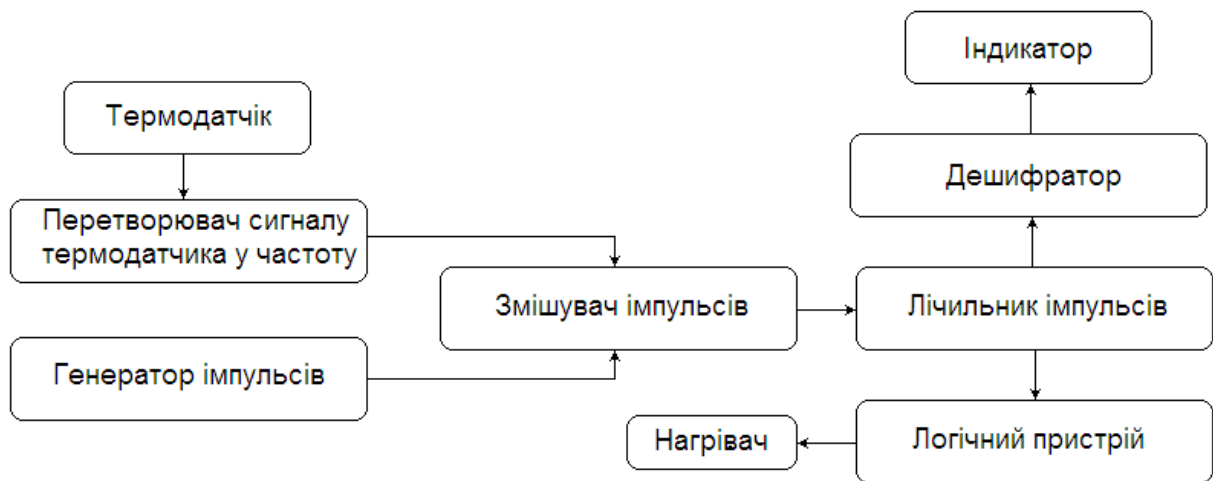 Індикатор
Термодатчік
Дешифратор
Перетворювач сигналу
термодатчика у частоту
Змішувач імпульсів
Лічильник імпульсів
Генератор імпульсів
Нагрівач
Логічний пристрій